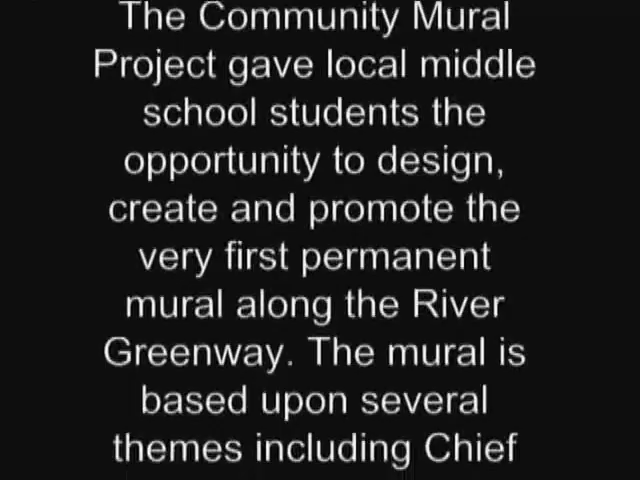 The Community Mural
Project gave local middle
school students the
opportunity to design,
create and promote the
very first permanent
mural along the River
Greenway. The mural is
based upon several
themes including Chief